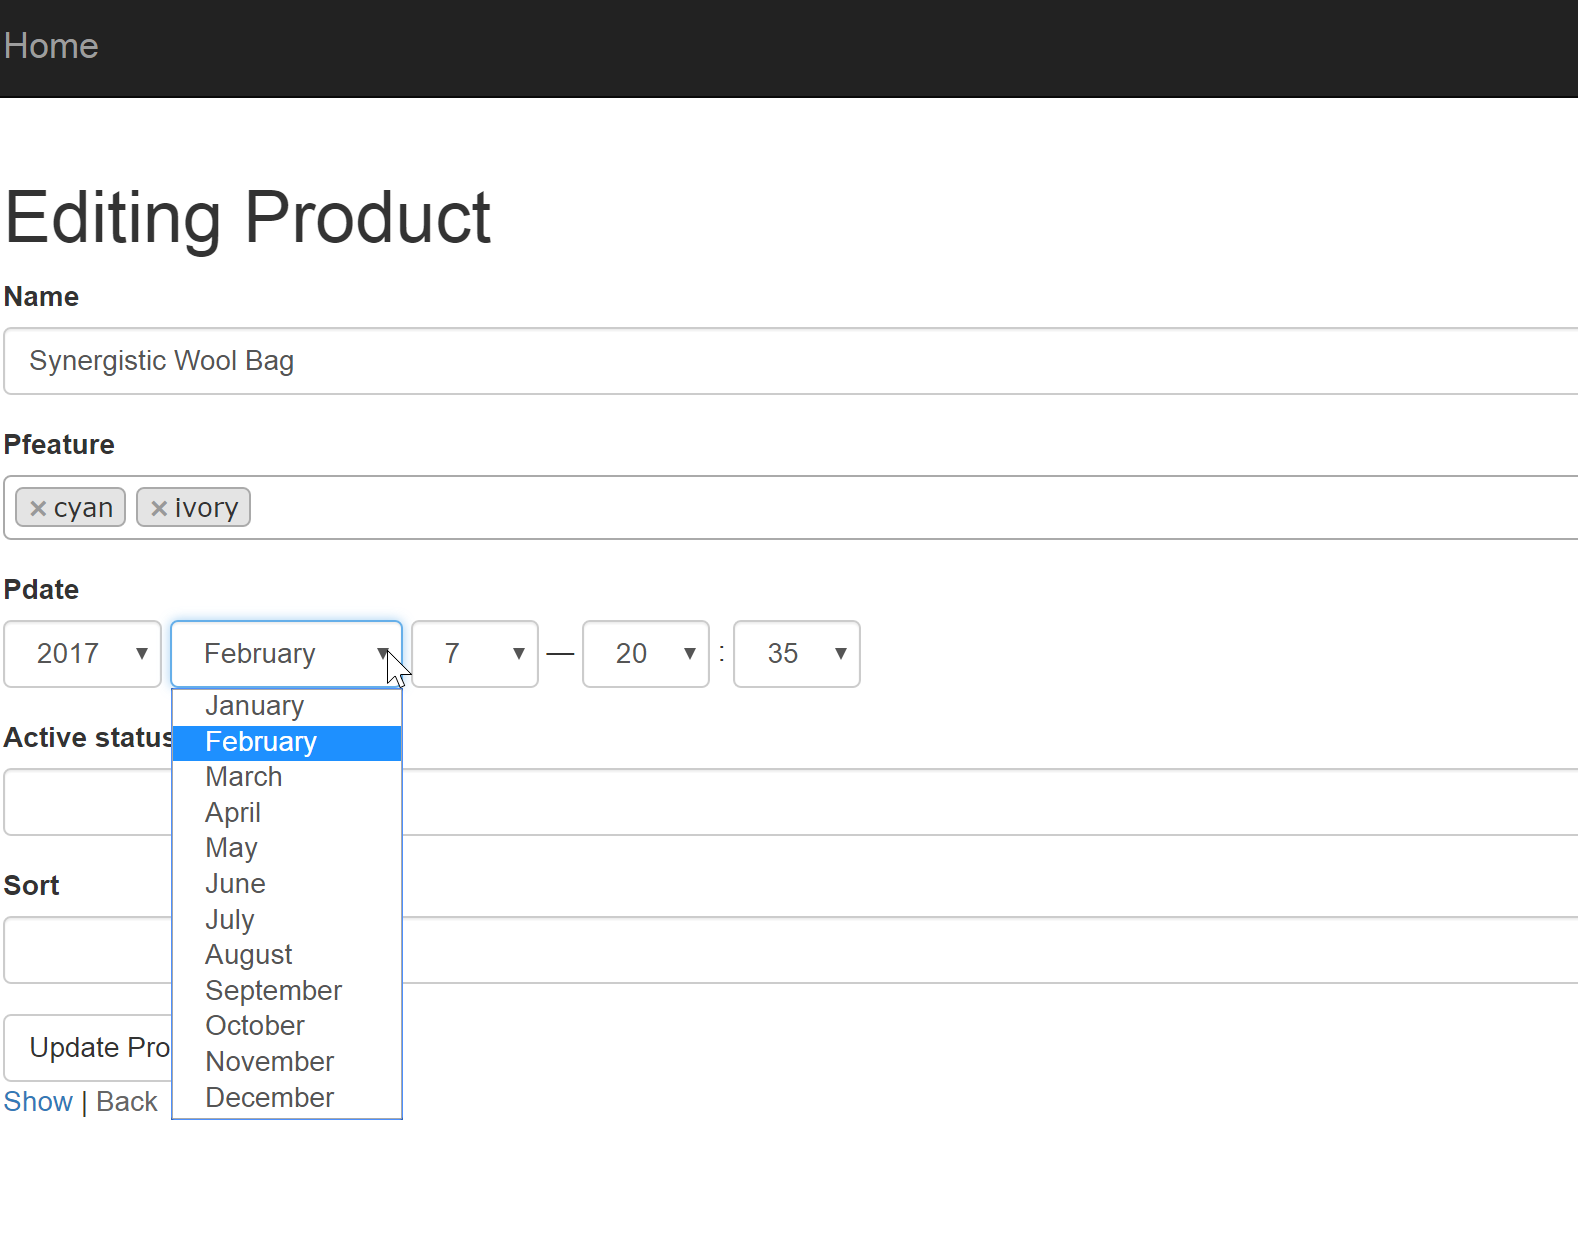 Home
Editing Product
Name
Synergistic Wool Bag
Pfeature
× cyan × ivory
Pdate
2017 February 7 — 20 : 35
January
Active status
February
March
April
May
June
Sort
July
August
September
October
Update Pro
November
December
Show | Back